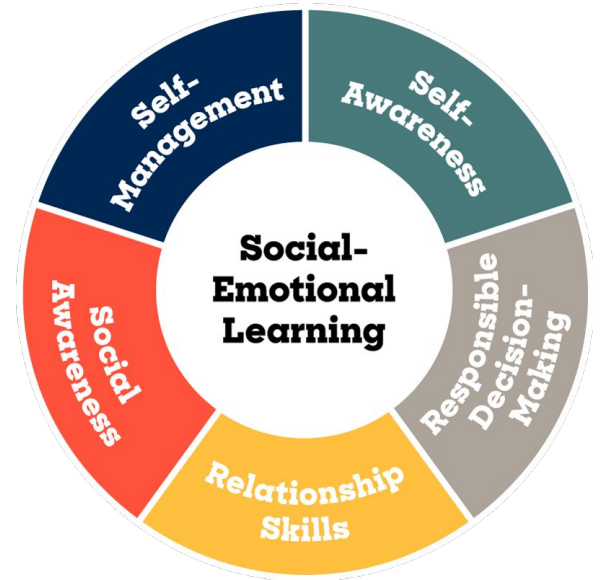 Social-
Emotional
Learning
Self-
Awareness
Responsible
Decision-
Making
Relationship
Skills
Social
Awareness
Self-
Management